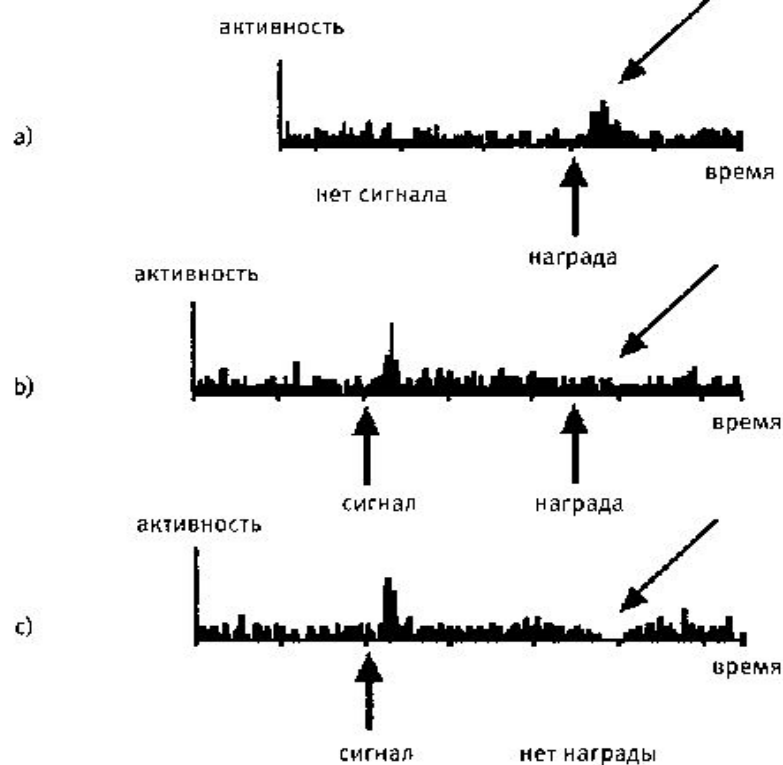 активность
a)
время
нет сигнала
награда
активность
b)
время
сигнал
награда
активность
c)
время
сигнал
нет награды